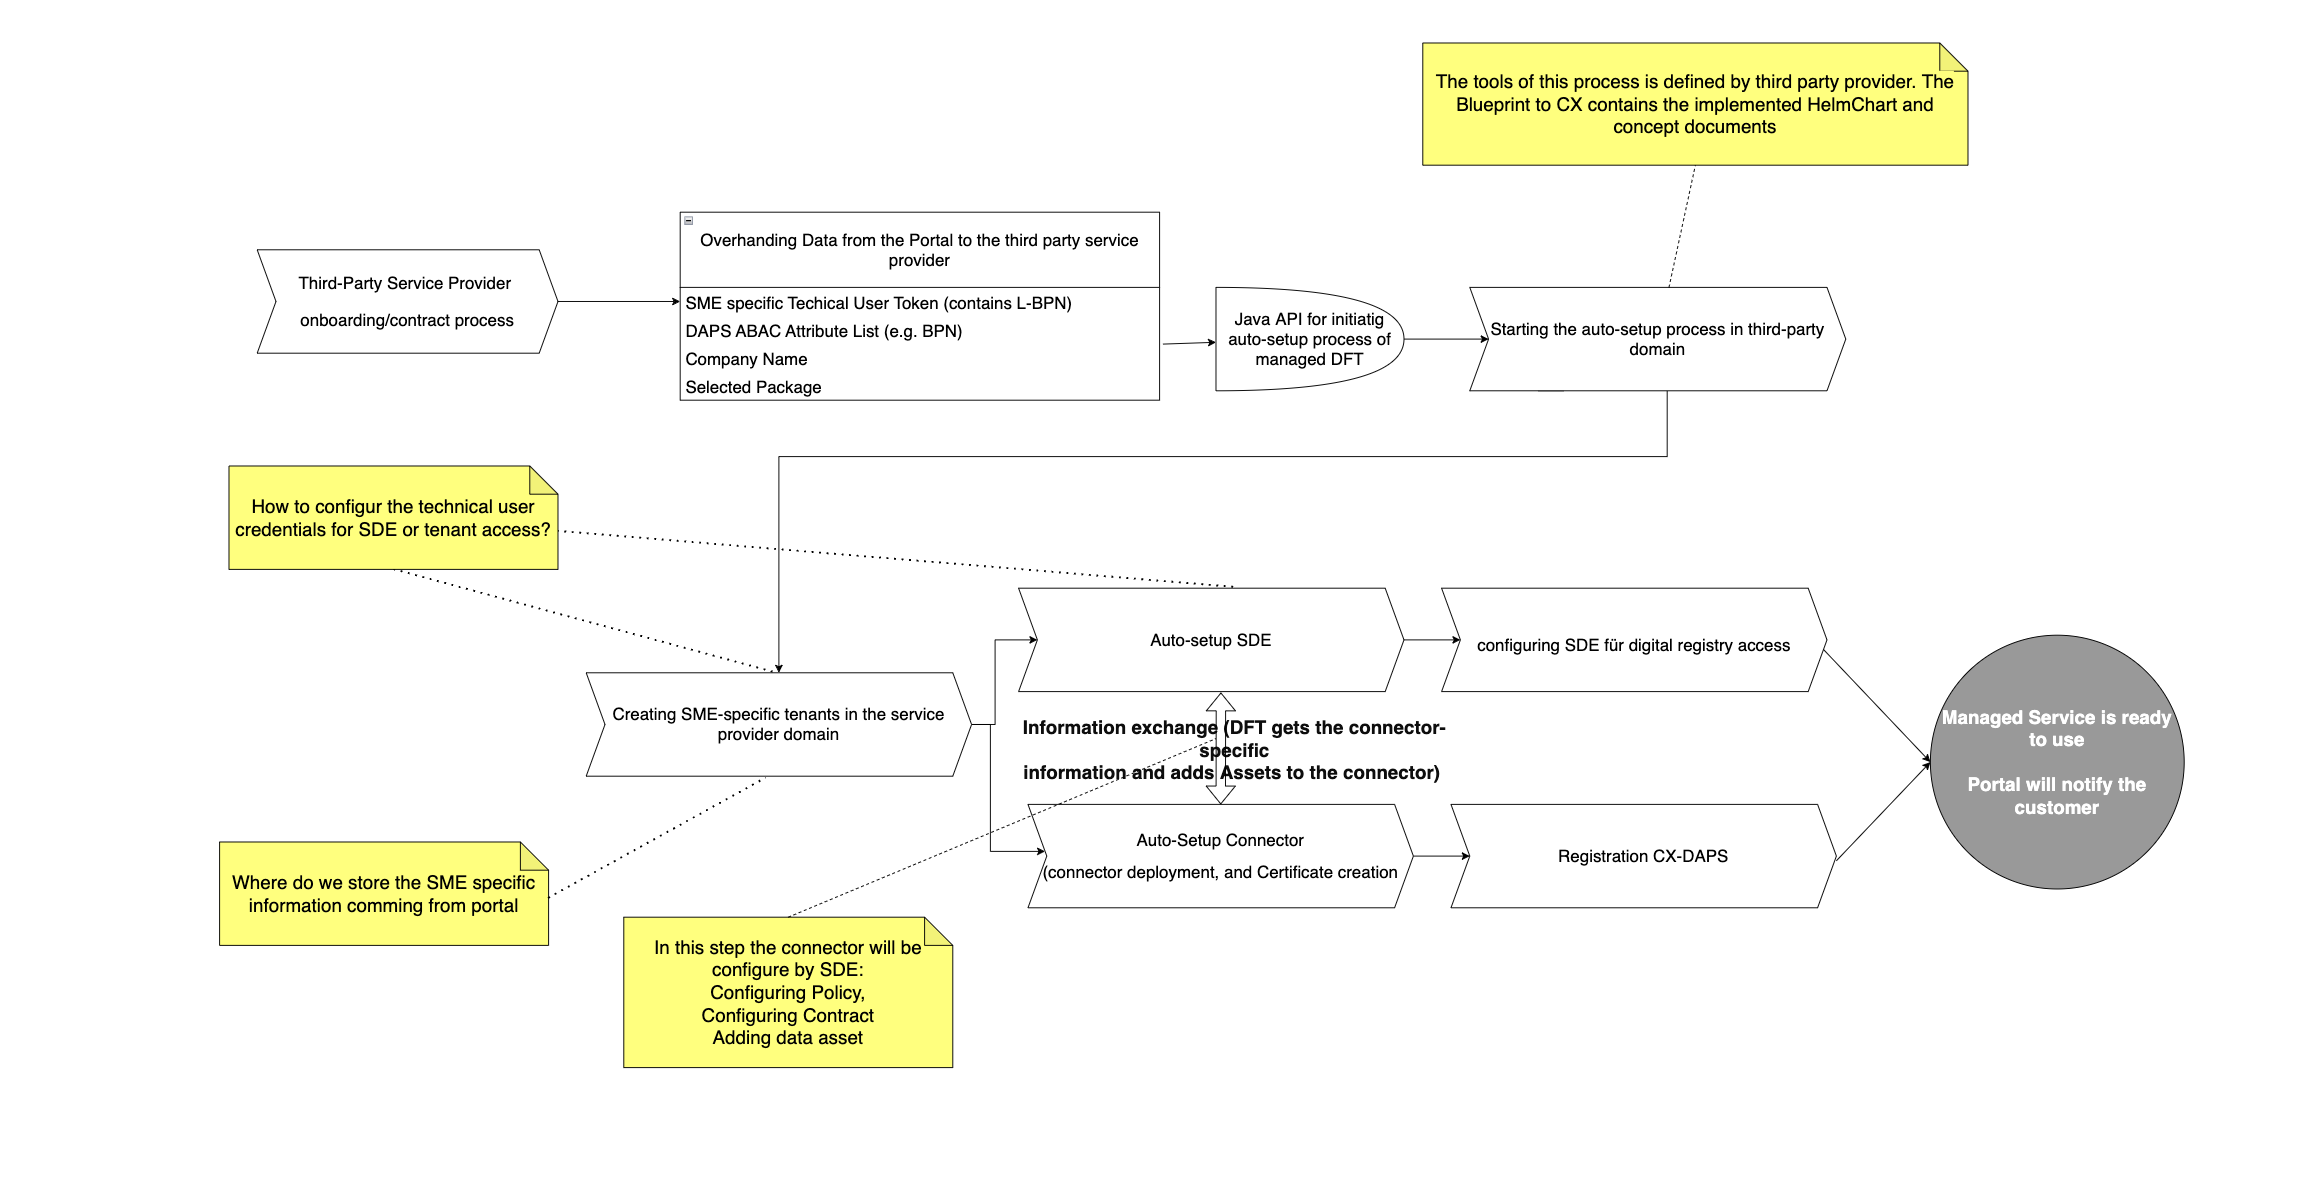 The tools of this process is defined by third party provider. The
Blueprint to CX contains the implemented HelmChart and
concept documents
Third-Party Service Provider
onboarding/contract process
Overhanding Data from the Portal to the third party service
provider
SME specific Techical User Token (contains L-BPN)
DAPS ABAC Attribute List (e.g. BPN)
Company Name
Selected Package
Java API for initiatig
auto-setup process of
managed DFT
Starting the auto-setup process in third-party
domain
How to configur the technical user
credentials for SDE or tenant access?
Creating SME-specific tenants in the service
provider domain
Auto-setup SDE
configuring SDE für digital registry access
Information exchange (DFT gets the connector-
specific
information and adds Assets to the connector)
Auto-Setup Connector
(connector deployment, and Certificate creation
Registration CX-DAPS
Managed Service is ready
to use
Portal will notify the
customer
Where do we store the SME specific
information comming from portal
In this step the connector will be
configure by SDE:
Configuring Policy,
Configuring Contract
Adding data asset